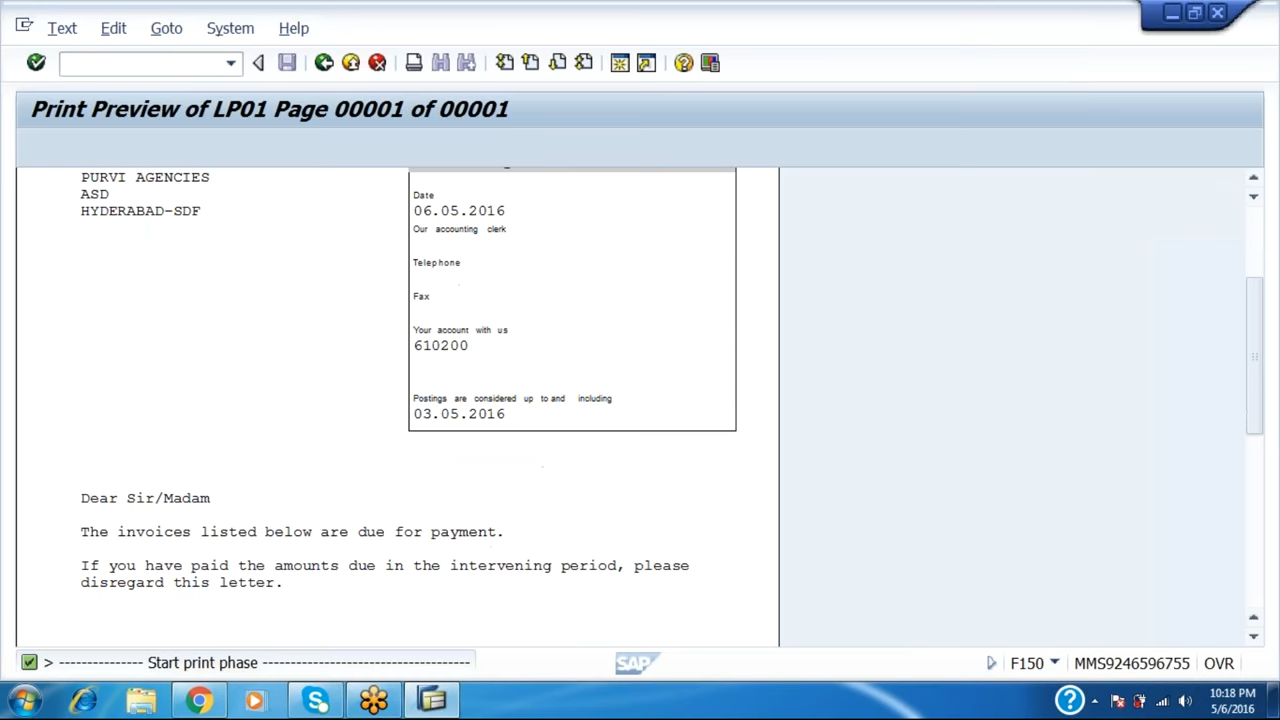 Text Edit Goto System Help
Print Preview of LP01 Page 00001 of 00001
PURVI AGENCIES
ASD
HYDERABAD-SDF
Date
06.05.2016
Our accounting clerk
Telephone
Fax
Your account with us
610200
Postings are considered up to and including
03.05.2016
Dear Sir/Madam
The invoices listed below are due for payment.
If you have paid the amounts due in the intervening period, please
disregard this letter.
> --------------- Start print phase ------------------------------------- SAP F150 MMS9246596755 OVR
10:18 PM
5/6/2016